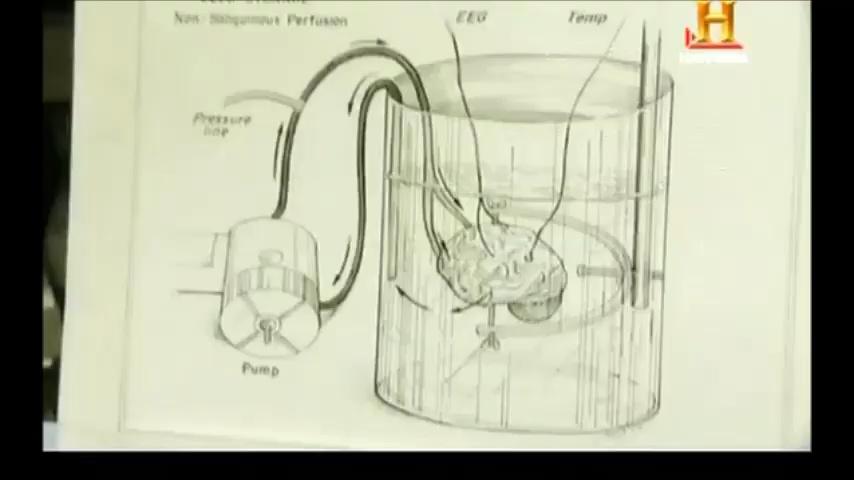 Non-Sanguinous Perfusion
EEG
Temp
H
Pressure
line
Pump